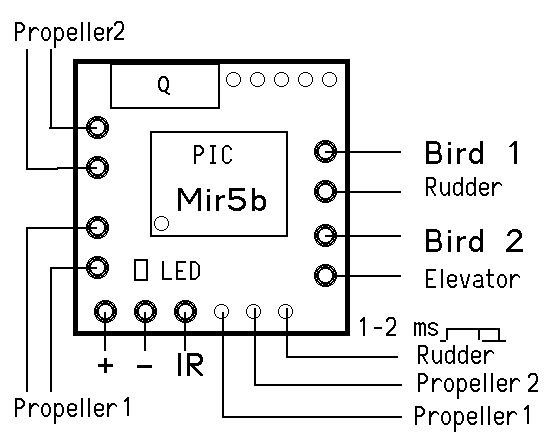 Propeller2
Q
PIC
Mir5b
Bird 1
Rudder
Bird 2
Elevator
LED
1-2 ms
+ - IR
Rudder
Propeller 2
Propeller 1
Propeller 1